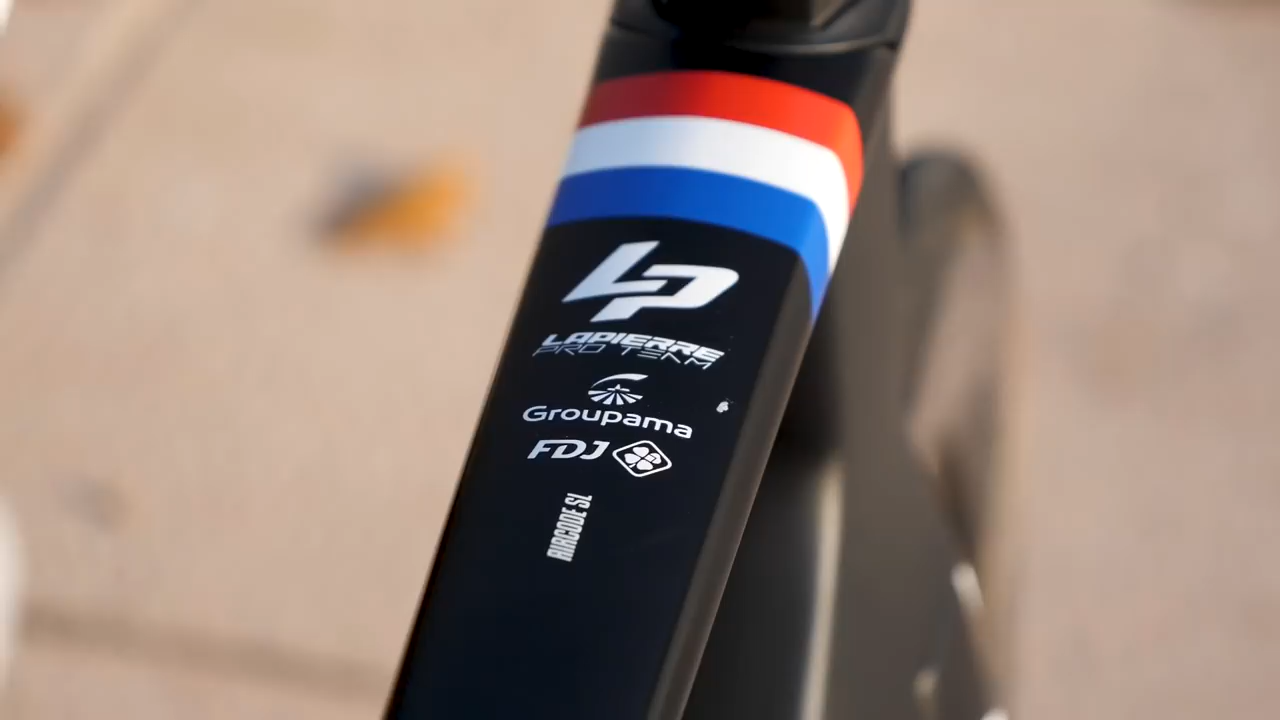 LP
LAPIERRE
PRO TEAM
Groupama
FDJ
AIRCODE SL